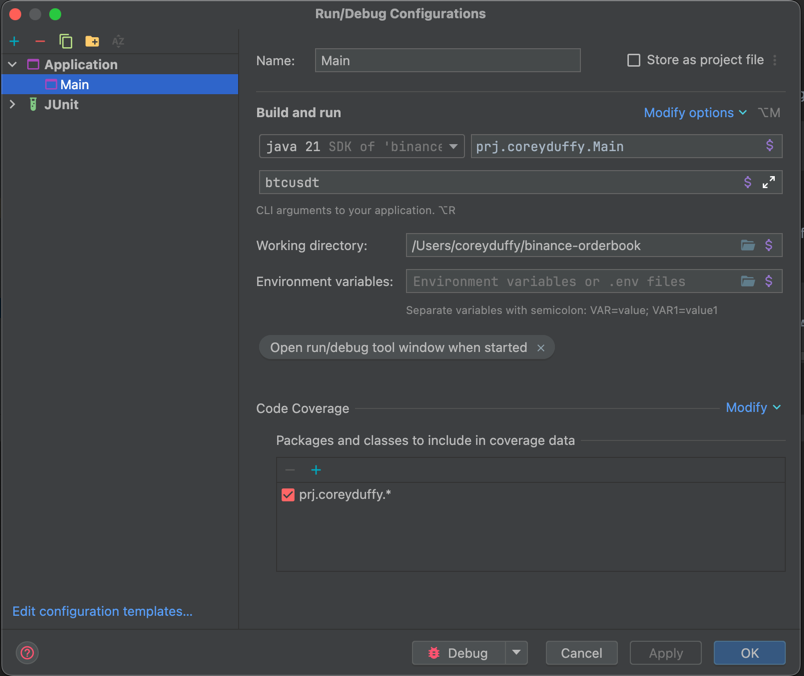 Run/Debug Configurations
Application
Main
JUnit
Name:
Main
Store as project file
Build and run
Modify options
⌥M
java 21 SDK of 'binance
prj.coreyduffy.Main
$
btcusdt
$
CLI arguments to your application. ⌥R
Working directory:
/Users/coreyduffy/binance-orderbook
$
Environment variables:
Environment variables or .env files
$
Separate variables with semicolon: VAR=value; VAR1=value1
Open run/debug tool window when started
Code Coverage
Modify
Packages and classes to include in coverage data
prj.coreyduffy.*
Edit configuration templates...
?
Debug
Cancel
Apply
OK